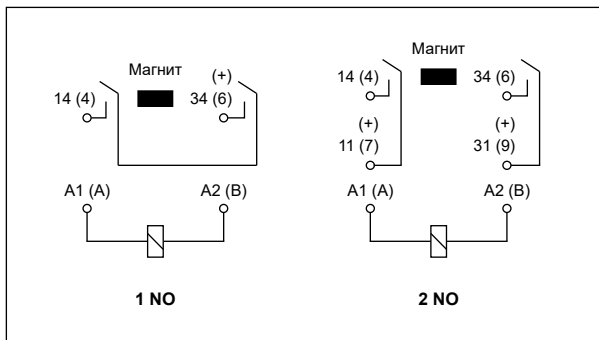 Магнит
14 (4)
(+)
34 (6)
A1 (A)
A2 (B)
1 NO
Магнит
14 (4)
34 (6)
(+)
11 (7)
(+)
31 (9)
A1 (A)
A2 (B)
2 NO